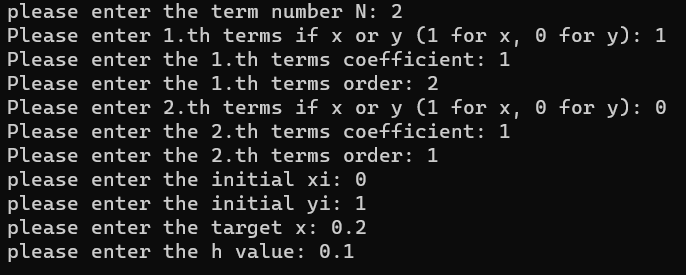 please enter the term number N: 2
Please enter 1.th terms if x or y (1 for x, 0 for y): 1
Please enter the 1.th terms coefficient: 1
Please enter the 1.th terms order: 2
Please enter 2.th terms if x or y (1 for x, 0 for y): 0
Please enter the 2.th terms coefficient: 1
Please enter the 2.th terms order: 1
please enter the initial xi: 0
please enter the initial yi: 1
please enter the target x: 0.2
please enter the h value: 0.1